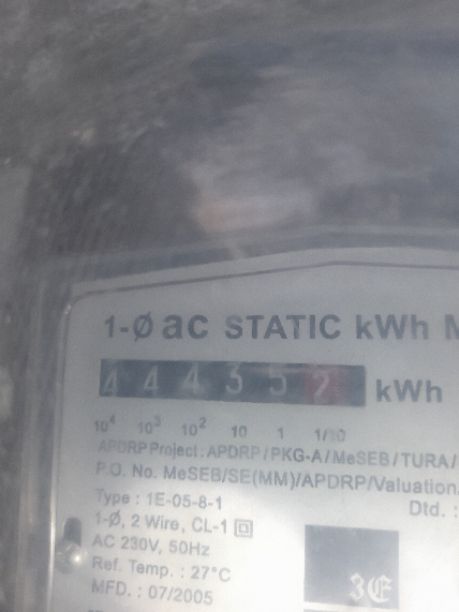 1-Ø ac STATIC kWh M
4 4 4 3 5 2 kWh
10⁴ 10³ 10² 10 1 1/10
APDRP Project : APDRP / PKG-A / MeSEB / TURA /
P.O. No. MeSEB/SE(MM)/APDRP/Valuation.
Dtd. :
Type : 1E-05-8-1
1-Ø, 2 Wire, CL-1
AC 230V, 50Hz
Ref. Temp. : 27°C
MFD. : 07/2005